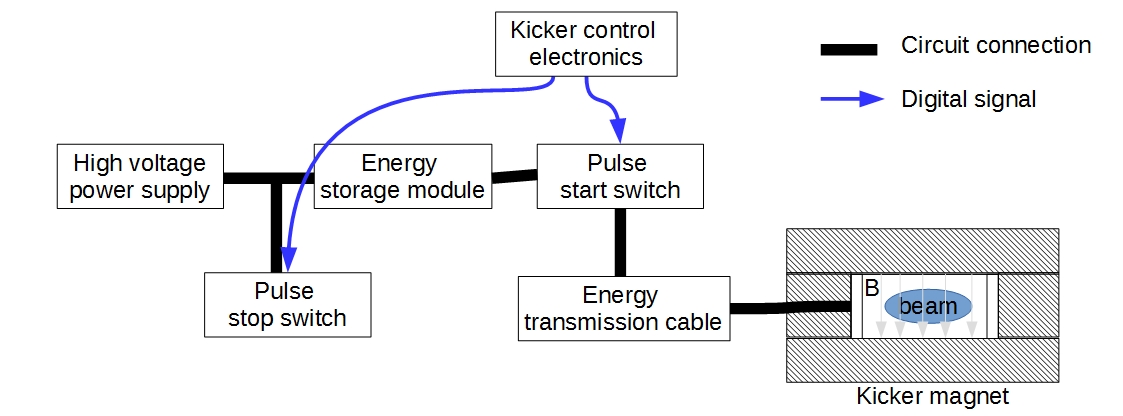 Kicker control
electronics
Circuit connection
Digital signal
High voltage
power supply
Energy
storage module
Pulse
start switch
Pulse
stop switch
Energy
transmission cable
B
beam
Kicker magnet